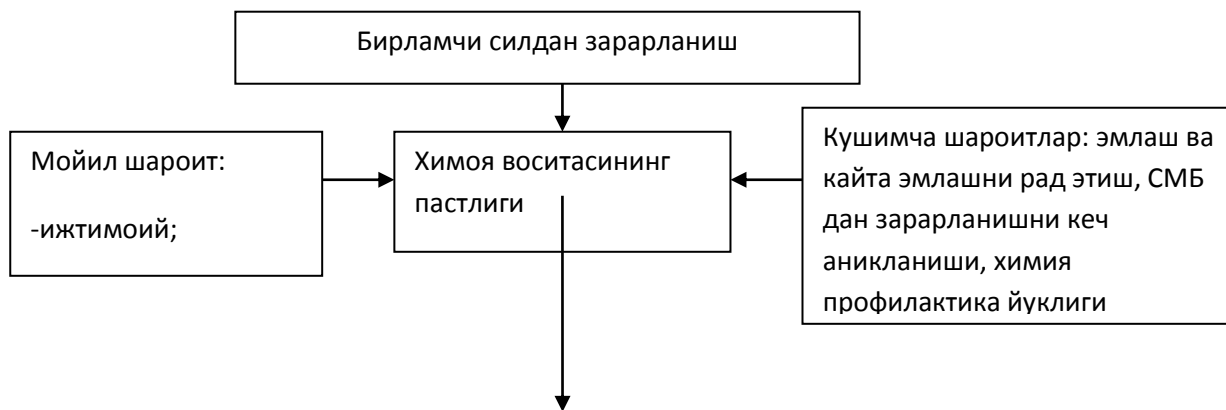 Бирламчи силдан зарарланиш
Мойил шароит:
-ижтимоий;
Химоя воситасининг
пастлиги
Кушимча шароитлар: эмлаш ва
кайта эмлашни рад этиш, СМБ
дан зарарланишни кеч
аникланиши, химия
профилактика йуклиги